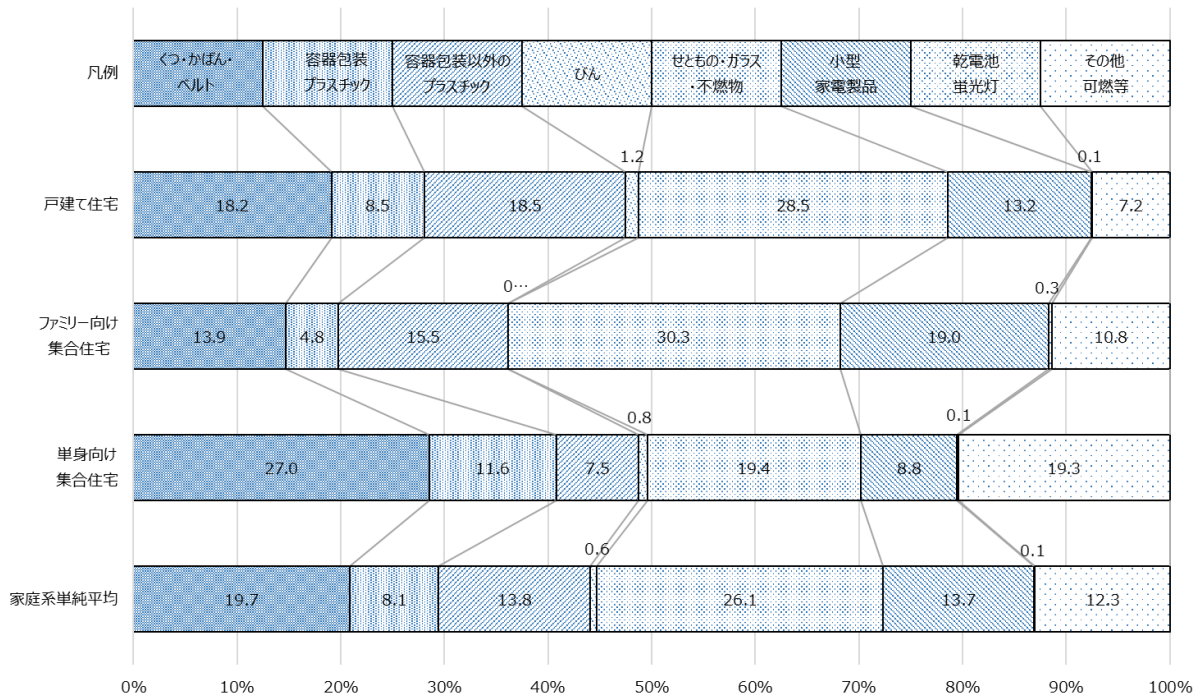 凡例
くつ・かばん・
ベルト
容器包装
プラスチック
容器包装以外の
プラスチック
びん
せともの・ガラス
・不燃物
小型
家電製品
乾電池
蛍光灯
その他
可燃等
戸建て住宅
18.2
8.5
18.5
1.2
28.5
13.2
0.1
7.2
ファミリー向け
集合住宅
13.9
4.8
15.5
0…
30.3
19.0
0.3
10.8
単身向け
集合住宅
27.0
11.6
7.5
0.8
19.4
8.8
0.1
19.3
家庭系単純平均
19.7
8.1
13.8
0.6
26.1
13.7
0.1
12.3
0%
10%
20%
30%
40%
50%
60%
70%
80%
90%
100%